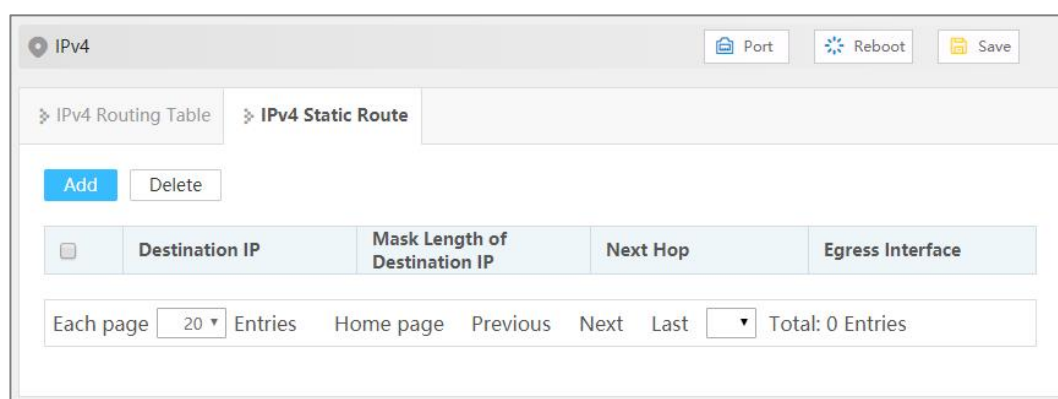 IPv4 Port Reboot Save
IPv4 Routing Table IPv4 Static Route
Add Delete
Destination IP Mask Length of Destination IP Next Hop Egress Interface
Each page 20 Entries Home page Previous Next Last Total: 0 Entries